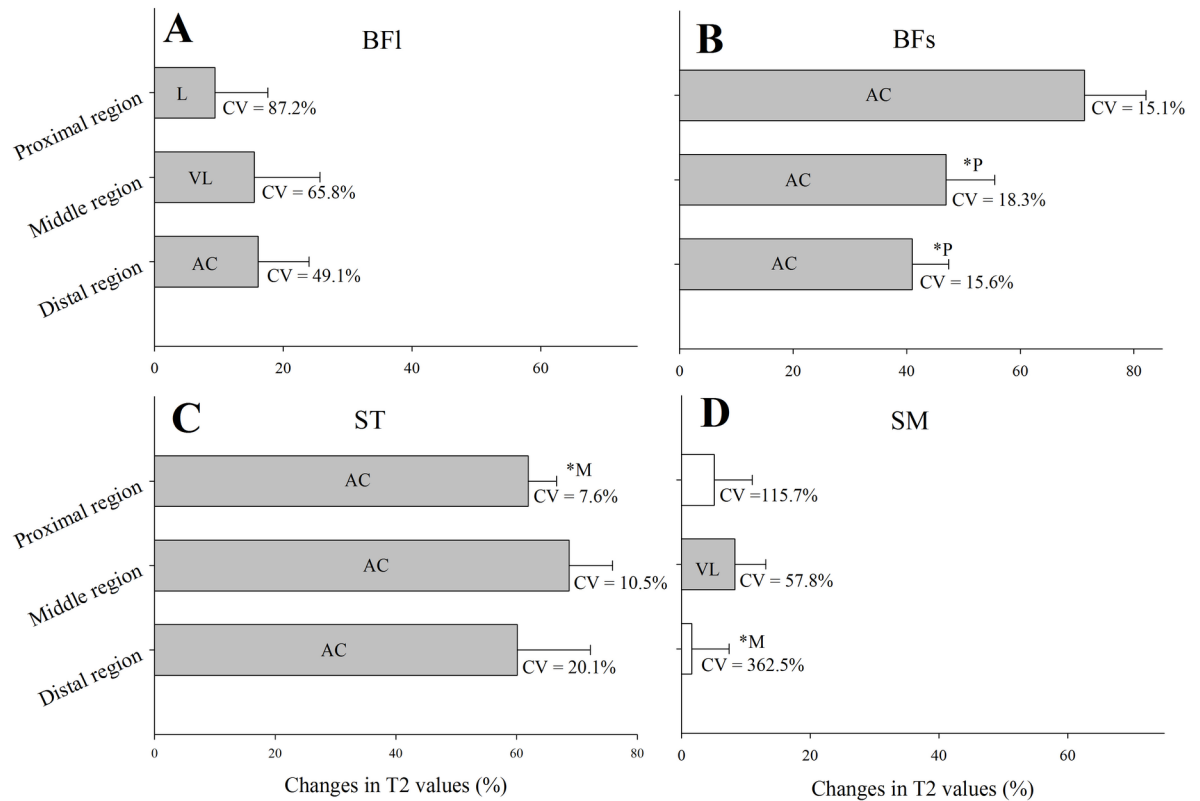 A
BFl
Proximal region
L
CV = 87.2%
Middle region
VL
CV = 65.8%
Distal region
AC
CV = 49.1%
0 20 40 60
B
BFs
AC
CV = 15.1%
AC
*P
CV = 18.3%
AC
*P
CV = 15.6%
0 20 40 60 80
C
ST
Proximal region
AC
*M
CV = 7.6%
Middle region
AC
CV = 10.5%
Distal region
AC
CV = 20.1%
0 20 40 60 80
Changes in T2 values (%)
D
SM
CV =115.7%
VL
CV = 57.8%
*M
CV = 362.5%
0 20 40 60
Changes in T2 values (%)